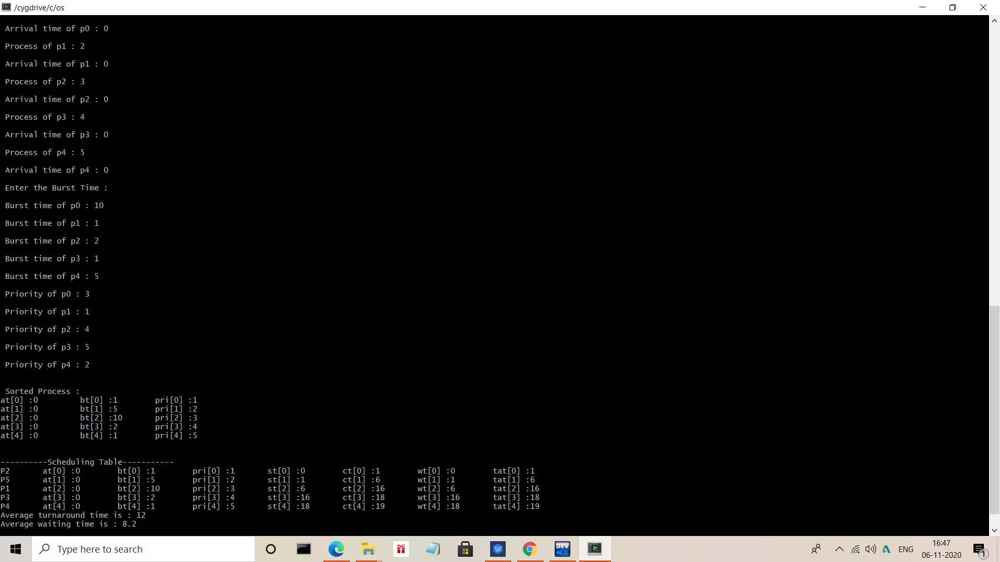 /cygdrive/c/os
Arrival time of p0 : 0
Process of p1 : 2
Arrival time of p1 : 0
Process of p2 : 3
Arrival time of p2 : 0
Process of p3 : 4
Arrival time of p3 : 0
Process of p4 : 5
Arrival time of p4 : 0
Enter the Burst Time :
Burst time of p0 : 10
Burst time of p1 : 1
Burst time of p2 : 2
Burst time of p3 : 1
Burst time of p4 : 5
Priority of p0 : 3
Priority of p1 : 1
Priority of p2 : 4
Priority of p3 : 5
Priority of p4 : 2
Sorted Process :
at[0] :0 bt[0] :1 pri[0] :1
at[1] :0 bt[1] :5 pri[1] :2
at[2] :0 bt[2] :10 pri[2] :3
at[3] :0 bt[3] :2 pri[3] :4
at[4] :0 bt[4] :1 pri[4] :5
----------Scheduling Table-----------
P2 at[0] :0 bt[0] :1 pri[0] :1 st[0] :0 ct[0] :1 wt[0] :0 tat[0] :1
P5 at[1] :0 bt[1] :5 pri[1] :2 st[1] :1 ct[1] :6 wt[1] :1 tat[1] :6
P1 at[2] :0 bt[2] :10 pri[2] :3 st[2] :6 ct[2] :16 wt[2] :6 tat[2] :16
P3 at[3] :0 bt[3] :2 pri[3] :4 st[3] :16 ct[3] :18 wt[3] :16 tat[3] :18
P4 at[4] :0 bt[4] :1 pri[4] :5 st[4] :18 ct[4] :19 wt[4] :18 tat[4] :19
Average turnaround time is : 12
Average waiting time is : 8.2
Type here to search
DEV
C++
W
ENG
16:47
06-11-2020
1